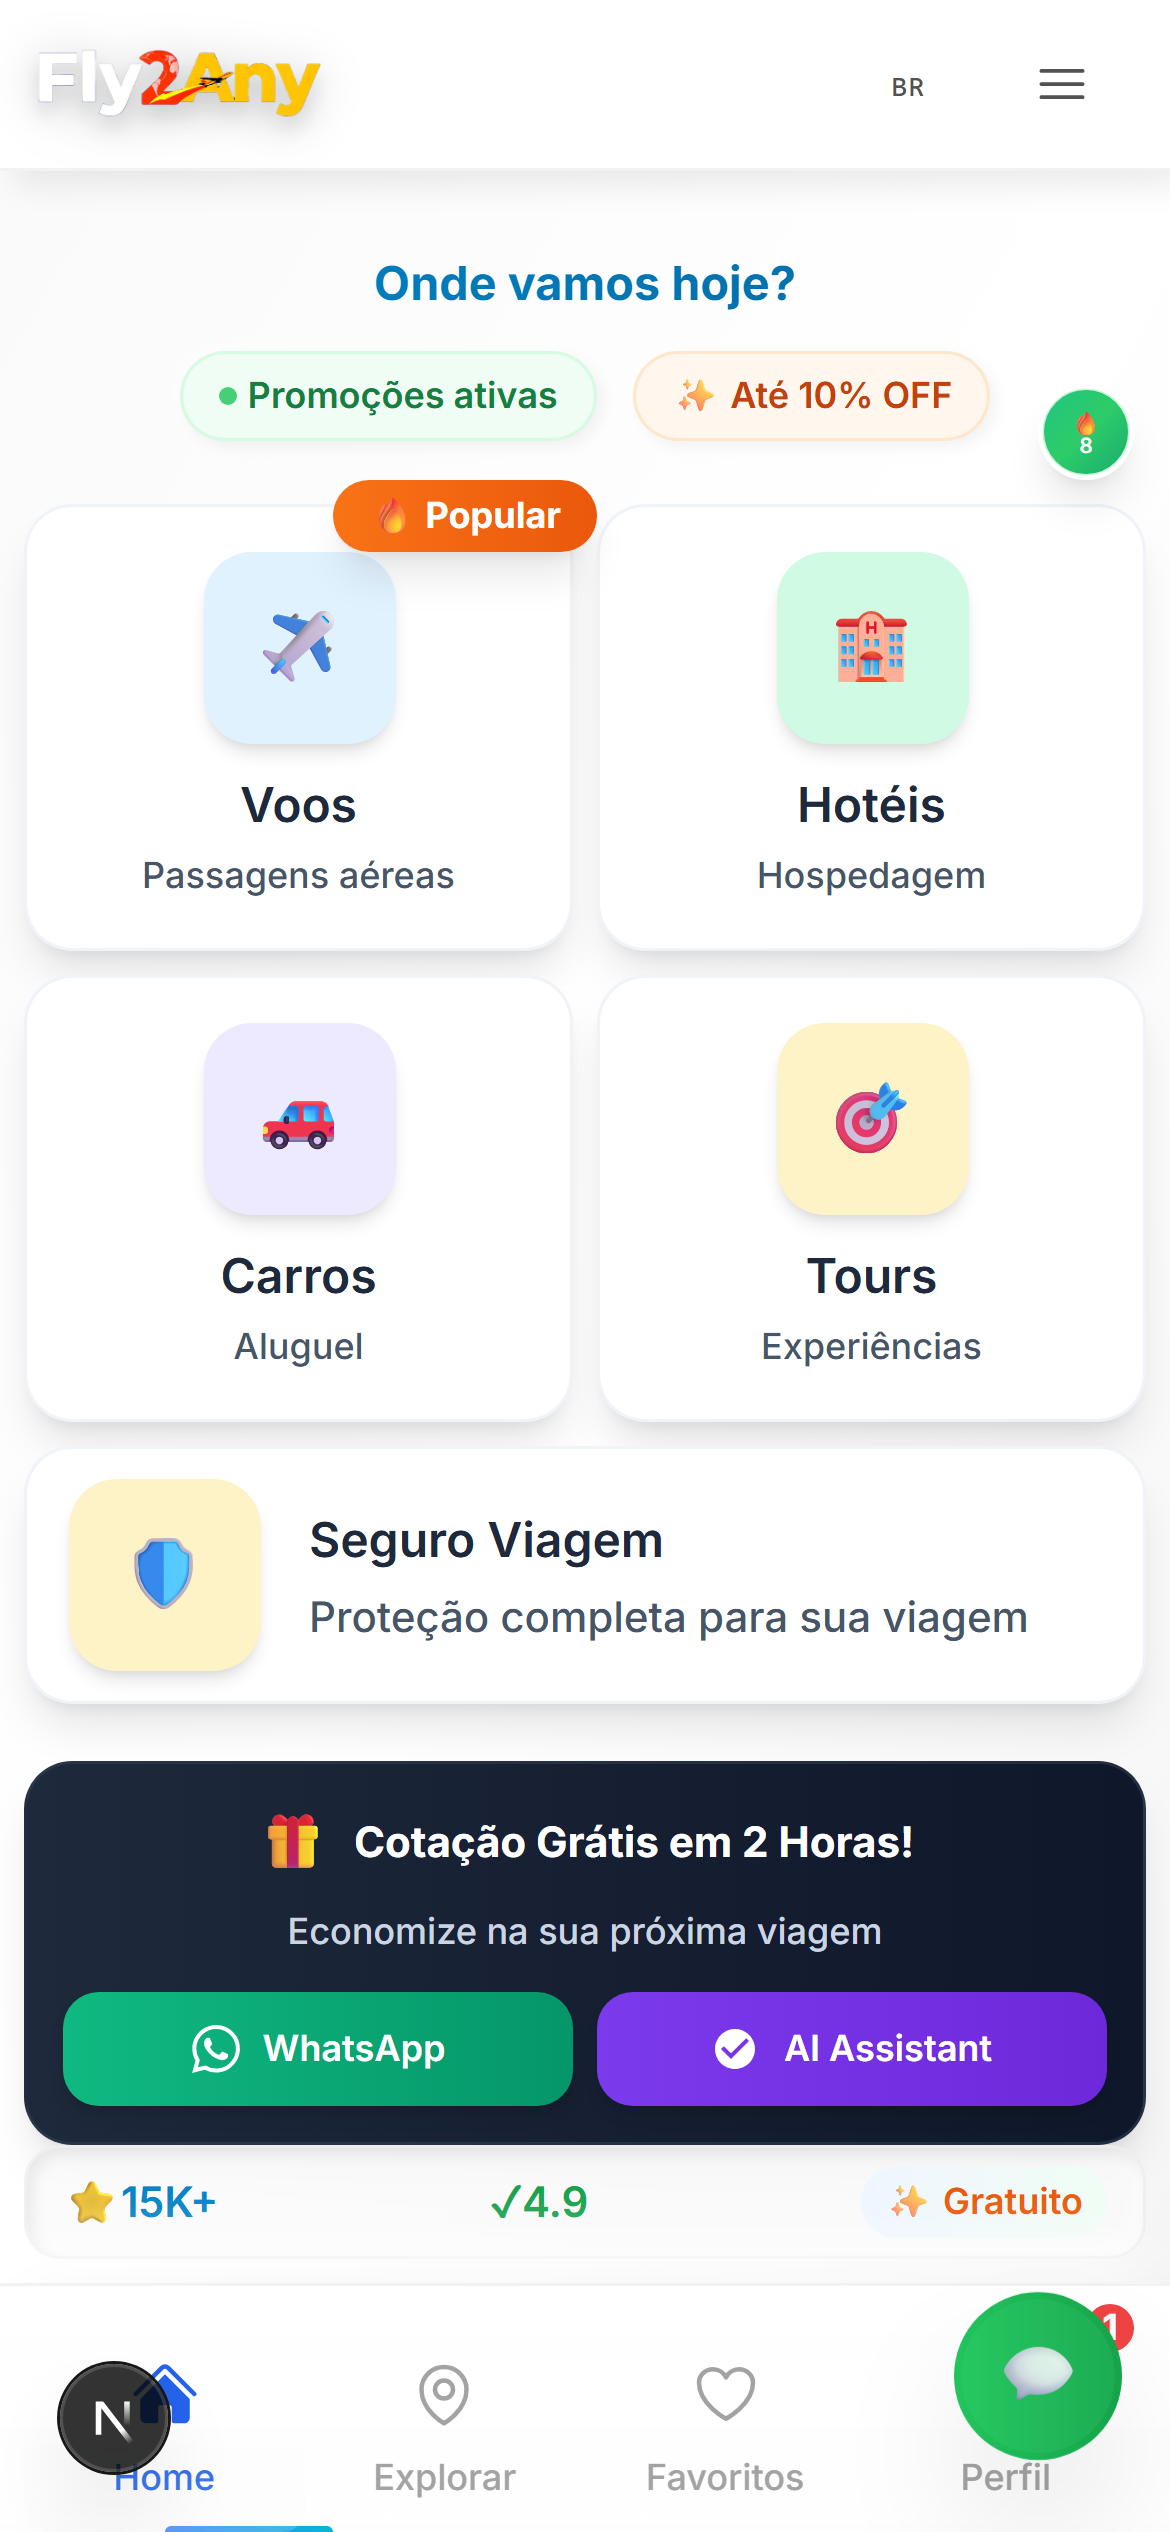 Fly2Any
BR
Onde vamos hoje?
Promoções ativas
Até 10% OFF
8
Popular
Voos
Passagens aéreas
H
Hotéis
Hospedagem
Carros
Aluguel
Tours
Experiências
Seguro Viagem
Proteção completa para sua viagem
Cotação Grátis em 2 Horas!
Economize na sua próxima viagem
WhatsApp
AI Assistant
15K+
✓4.9
Gratuito
1
N
Home
Explorar
Favoritos
Perfil